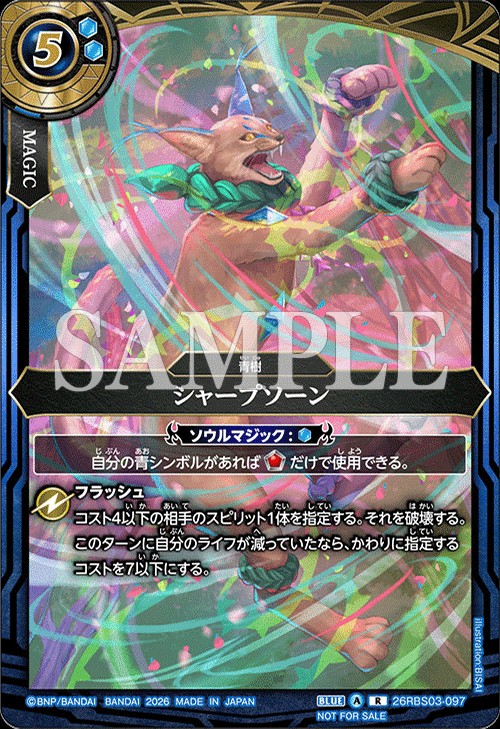 5
MAGIC
SAMPLE
青樹
シャープソーン
ソウルマジック:
自分の青シンボルがあれば だけで使用できる。
フラッシュ
コスト4以下の相手のスピリット1体を指定する。それを破壊する。
このターンに自分のライフが減っていたなら、かわりに指定する
コストを7以下にする。
illustration:BISAI
©BNP/BANDAI BANDAI 2026 MADE IN JAPAN
BLUE A R 26RBS03-097
NOT FOR SALE